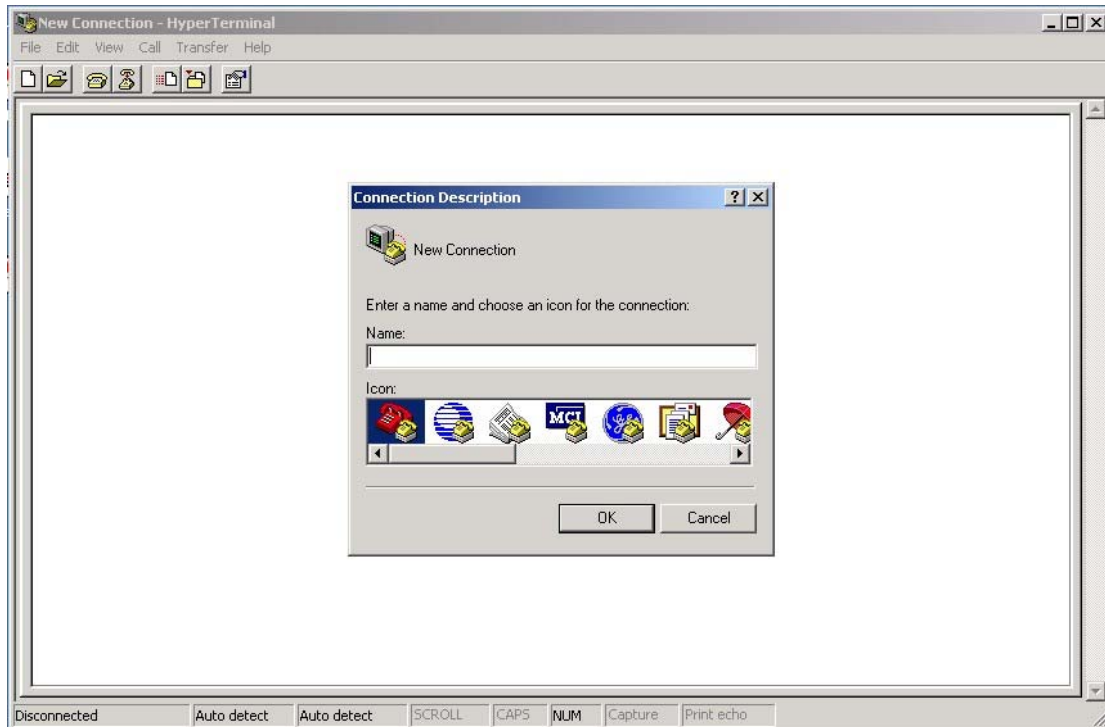 New Connection - HyperTerminal
File Edit View Call Transfer Help
Connection Description
New Connection
Enter a name and choose an icon for the connection:
Name:
Icon:
MCI
OK Cancel
Disconnected Auto detect Auto detect SCROLL CAPS NUM Capture Print echo